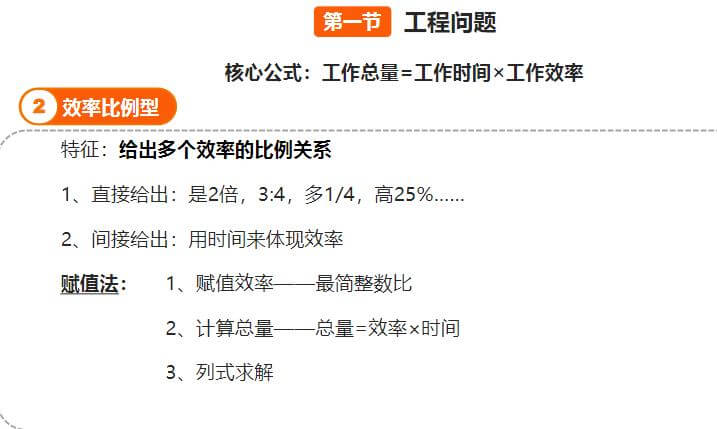 第一节 工程问题
核心公式：工作总量=工作时间×工作效率
2 效率比例型
特征：给出多个效率的比例关系
1、直接给出：是2倍，3:4，多1/4，高25%......
2、间接给出：用时间来体现效率
赋值法： 1、赋值效率——最简整数比
2、计算总量——总量=效率×时间
3、列式求解